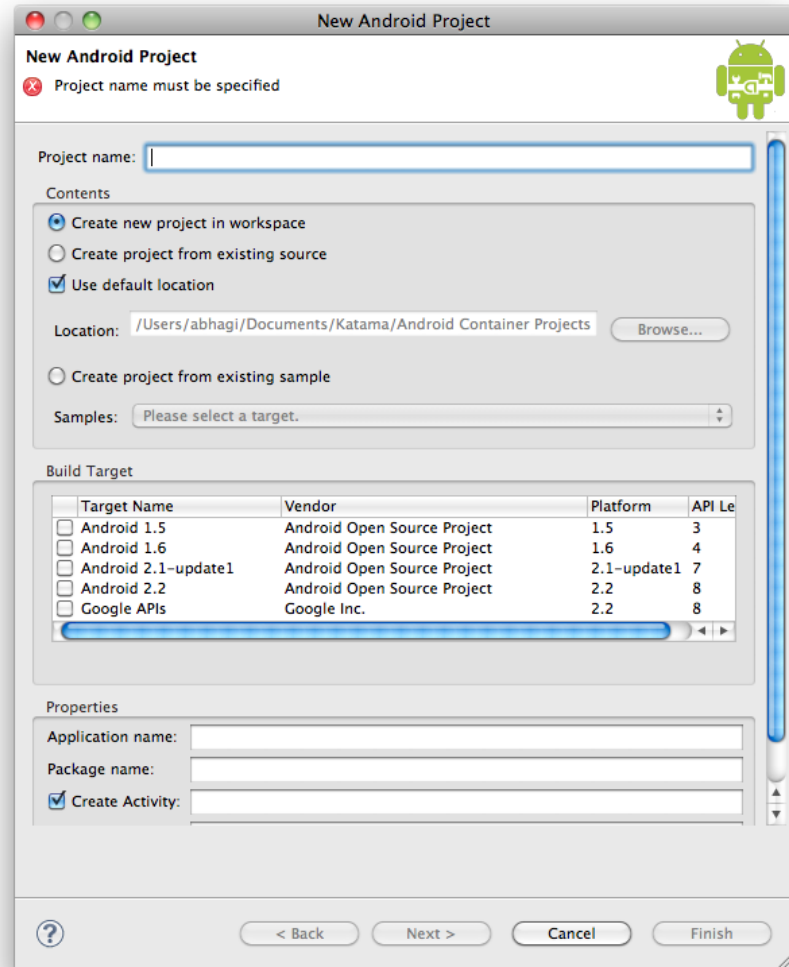 New Android Project
New Android Project
Project name must be specified
Project name:
Contents
Create new project in workspace
Create project from existing source
Use default location
Location: /Users/abhagi/Documents/Katama/Android Container Projects Browse...
Create project from existing sample
Samples: Please select a target.
Build Target
Target Name Vendor Platform API Le
Android 1.5 Android Open Source Project 1.5 3
Android 1.6 Android Open Source Project 1.6 4
Android 2.1-update1 Android Open Source Project 2.1-update1 7
Android 2.2 Android Open Source Project 2.2 8
Google APIs Google Inc. 2.2 8
Properties
Application name:
Package name:
Create Activity:
? < Back Next > Cancel Finish